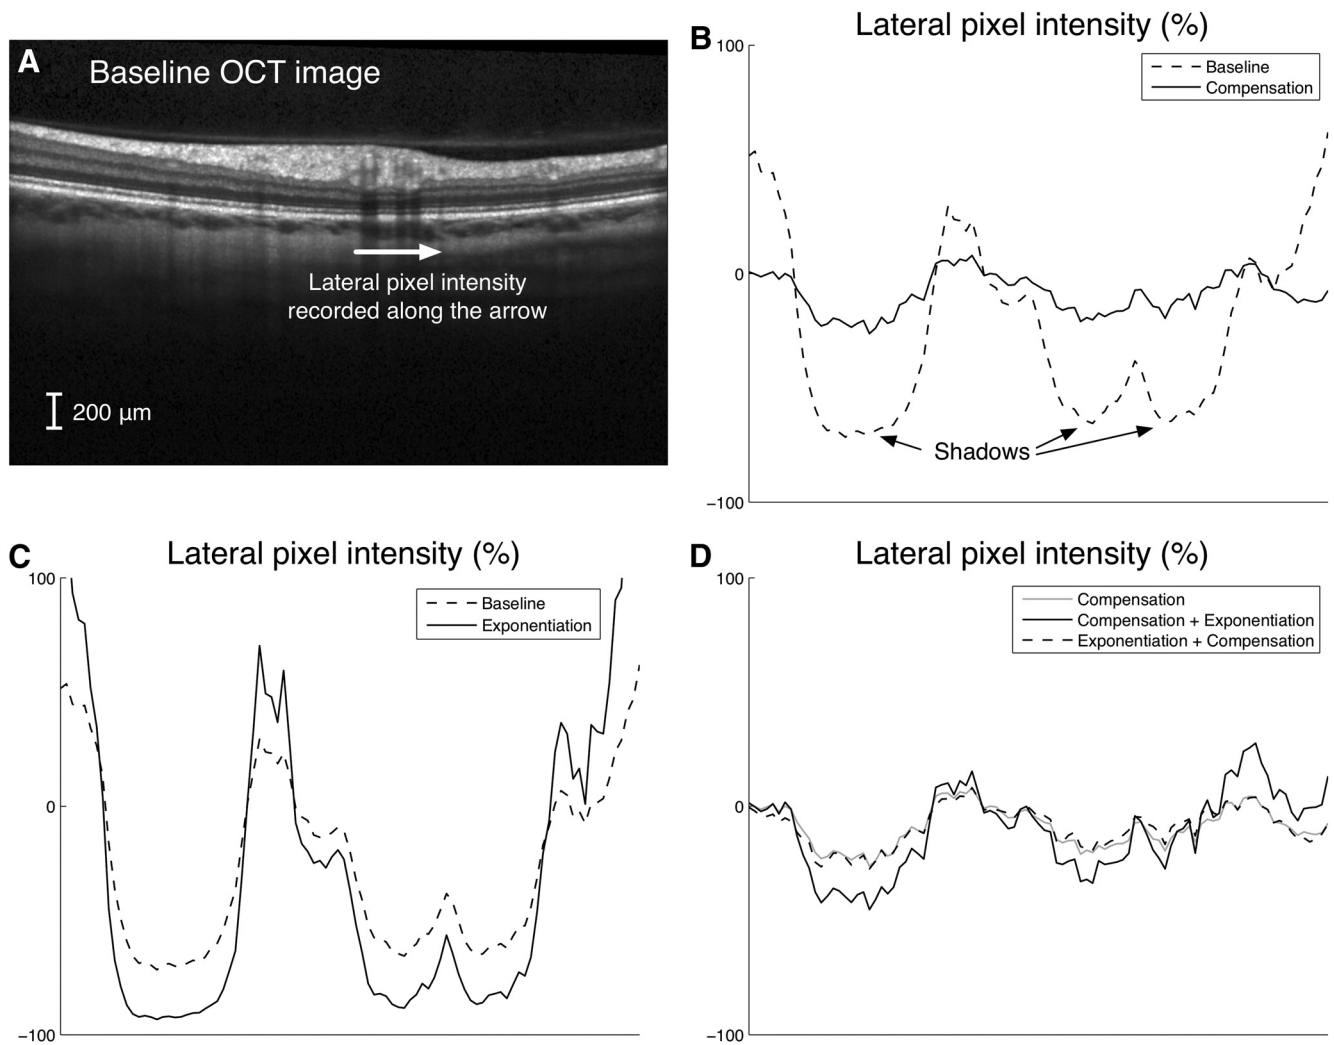 A
Baseline OCT image
Lateral pixel intensity
recorded along the arrow
200 μm
B
Lateral pixel intensity (%)
100
Baseline
Compensation
0
Shadows
−100
C
Lateral pixel intensity (%)
100
Baseline
Exponentiation
0
−100
D
Lateral pixel intensity (%)
100
Compensation
Compensation + Exponentiation
Exponentiation + Compensation
0
−100